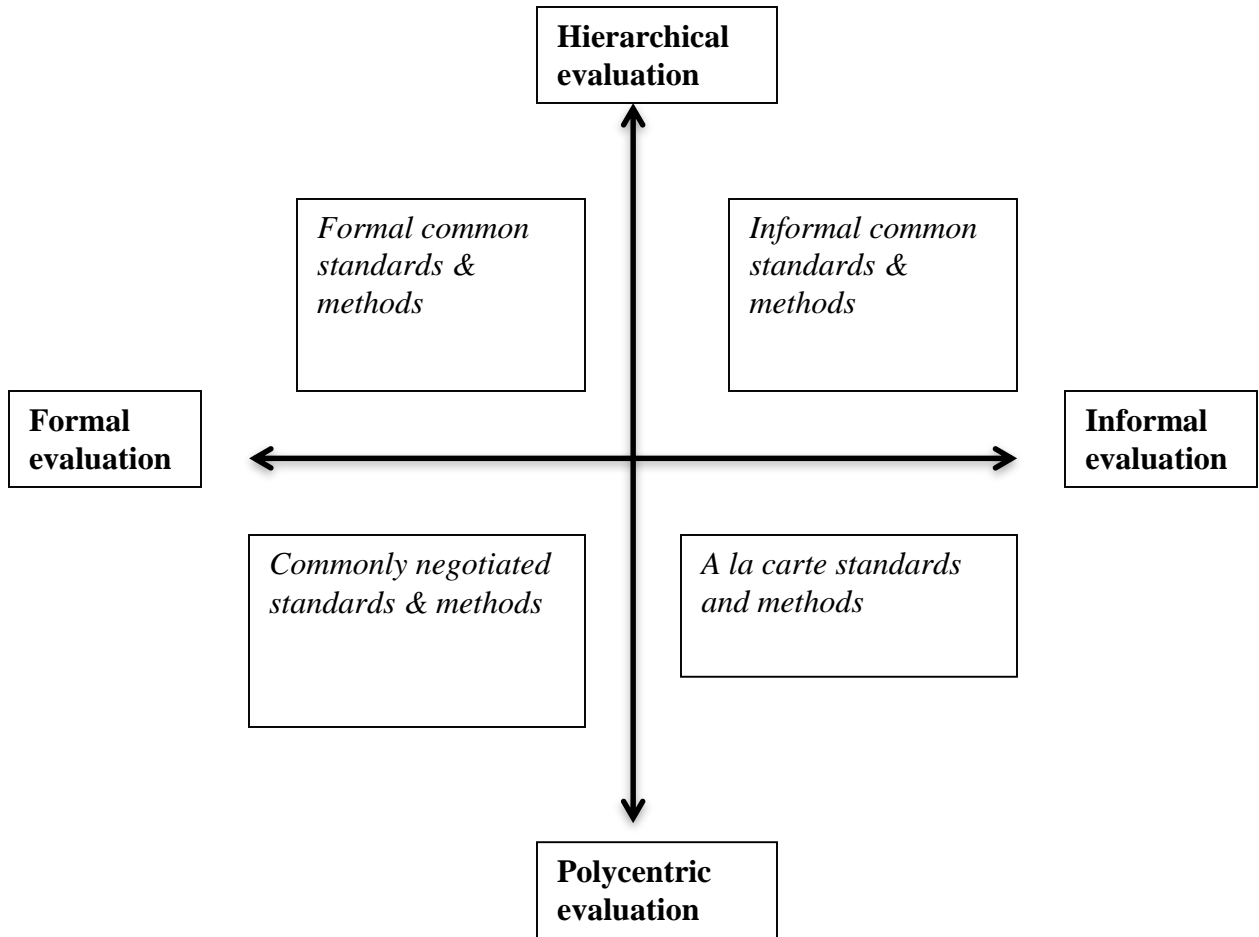 Hierarchical
evaluation
Formal common
standards &
methods
Informal common
standards &
methods
Formal
evaluation
Informal
evaluation
Commonly negotiated
standards & methods
A la carte standards
and methods
Polycentric
evaluation